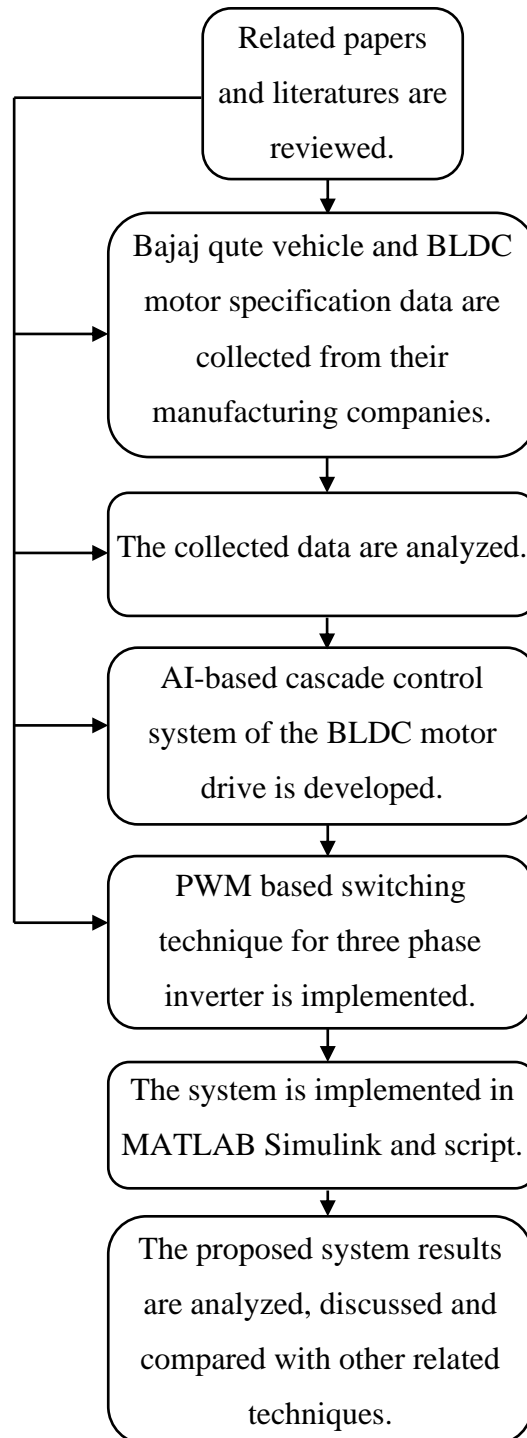 Related papers
and literatures are
reviewed.
Bajaj qute vehicle and BLDC
motor specification data are
collected from their
manufacturing companies.
The collected data are analyzed.
AI-based cascade control
system of the BLDC motor
drive is developed.
PWM based switching
technique for three phase
inverter is implemented.
The system is implemented in
MATLAB Simulink and script.
The proposed system results
are analyzed, discussed and
compared with other related
techniques.